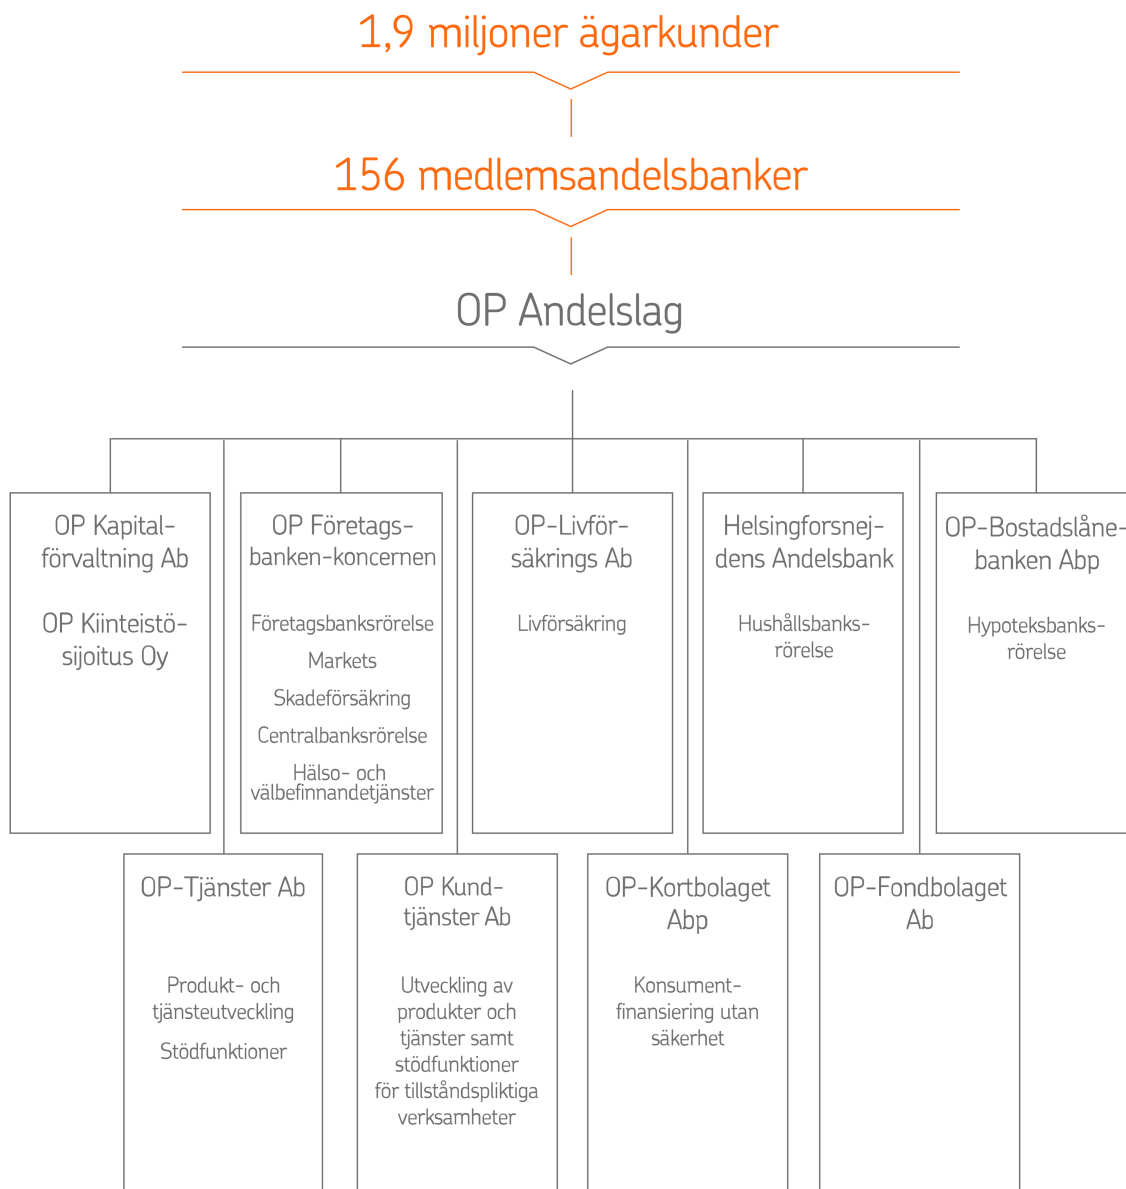 1,9 miljoner ägarkunder
156 medlemsandelsbanker
OP Andelslag
OP Kapital-
förvaltning Ab
OP Kiinteistö-
sijoitus Oy
OP Företags-
banken-koncernen
Företagsbanksrörelse
Markets
Skadeförsäkring
Centralbanksrörelse
Hälso- och
välbefinnandetjänster
OP-Livför-
säkrings Ab
Livförsäkring
Helsingforsnej-
dens Andelsbank
Hushållsbanks-
rörelse
OP-Bostadslåne-
banken Abp
Hypoteksbanks-
rörelse
OP-Tjänster Ab
Produkt- och
tjänsteutveckling
Stödfunktioner
OP Kund-
tjänster Ab
Utveckling av
produkter och
tjänster samt
stödfunktioner
för tillståndspliktiga
verksamheter
OP-Kortbolaget
Abp
Konsument-
finansiering utan
säkerhet
OP-Fondbolaget
Ab